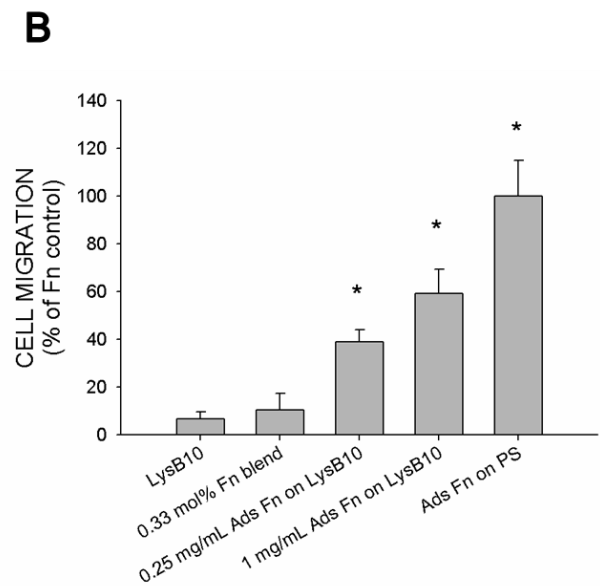 B
140
120
100
80
60
40
20
0
CELL MIGRATION
(% of Fn control)
*
*
*
LysB10
0.33 mol% Fn blend
0.25 mg/mL Ads Fn on LysB10
1 mg/mL Ads Fn on LysB10
Ads Fn on PS